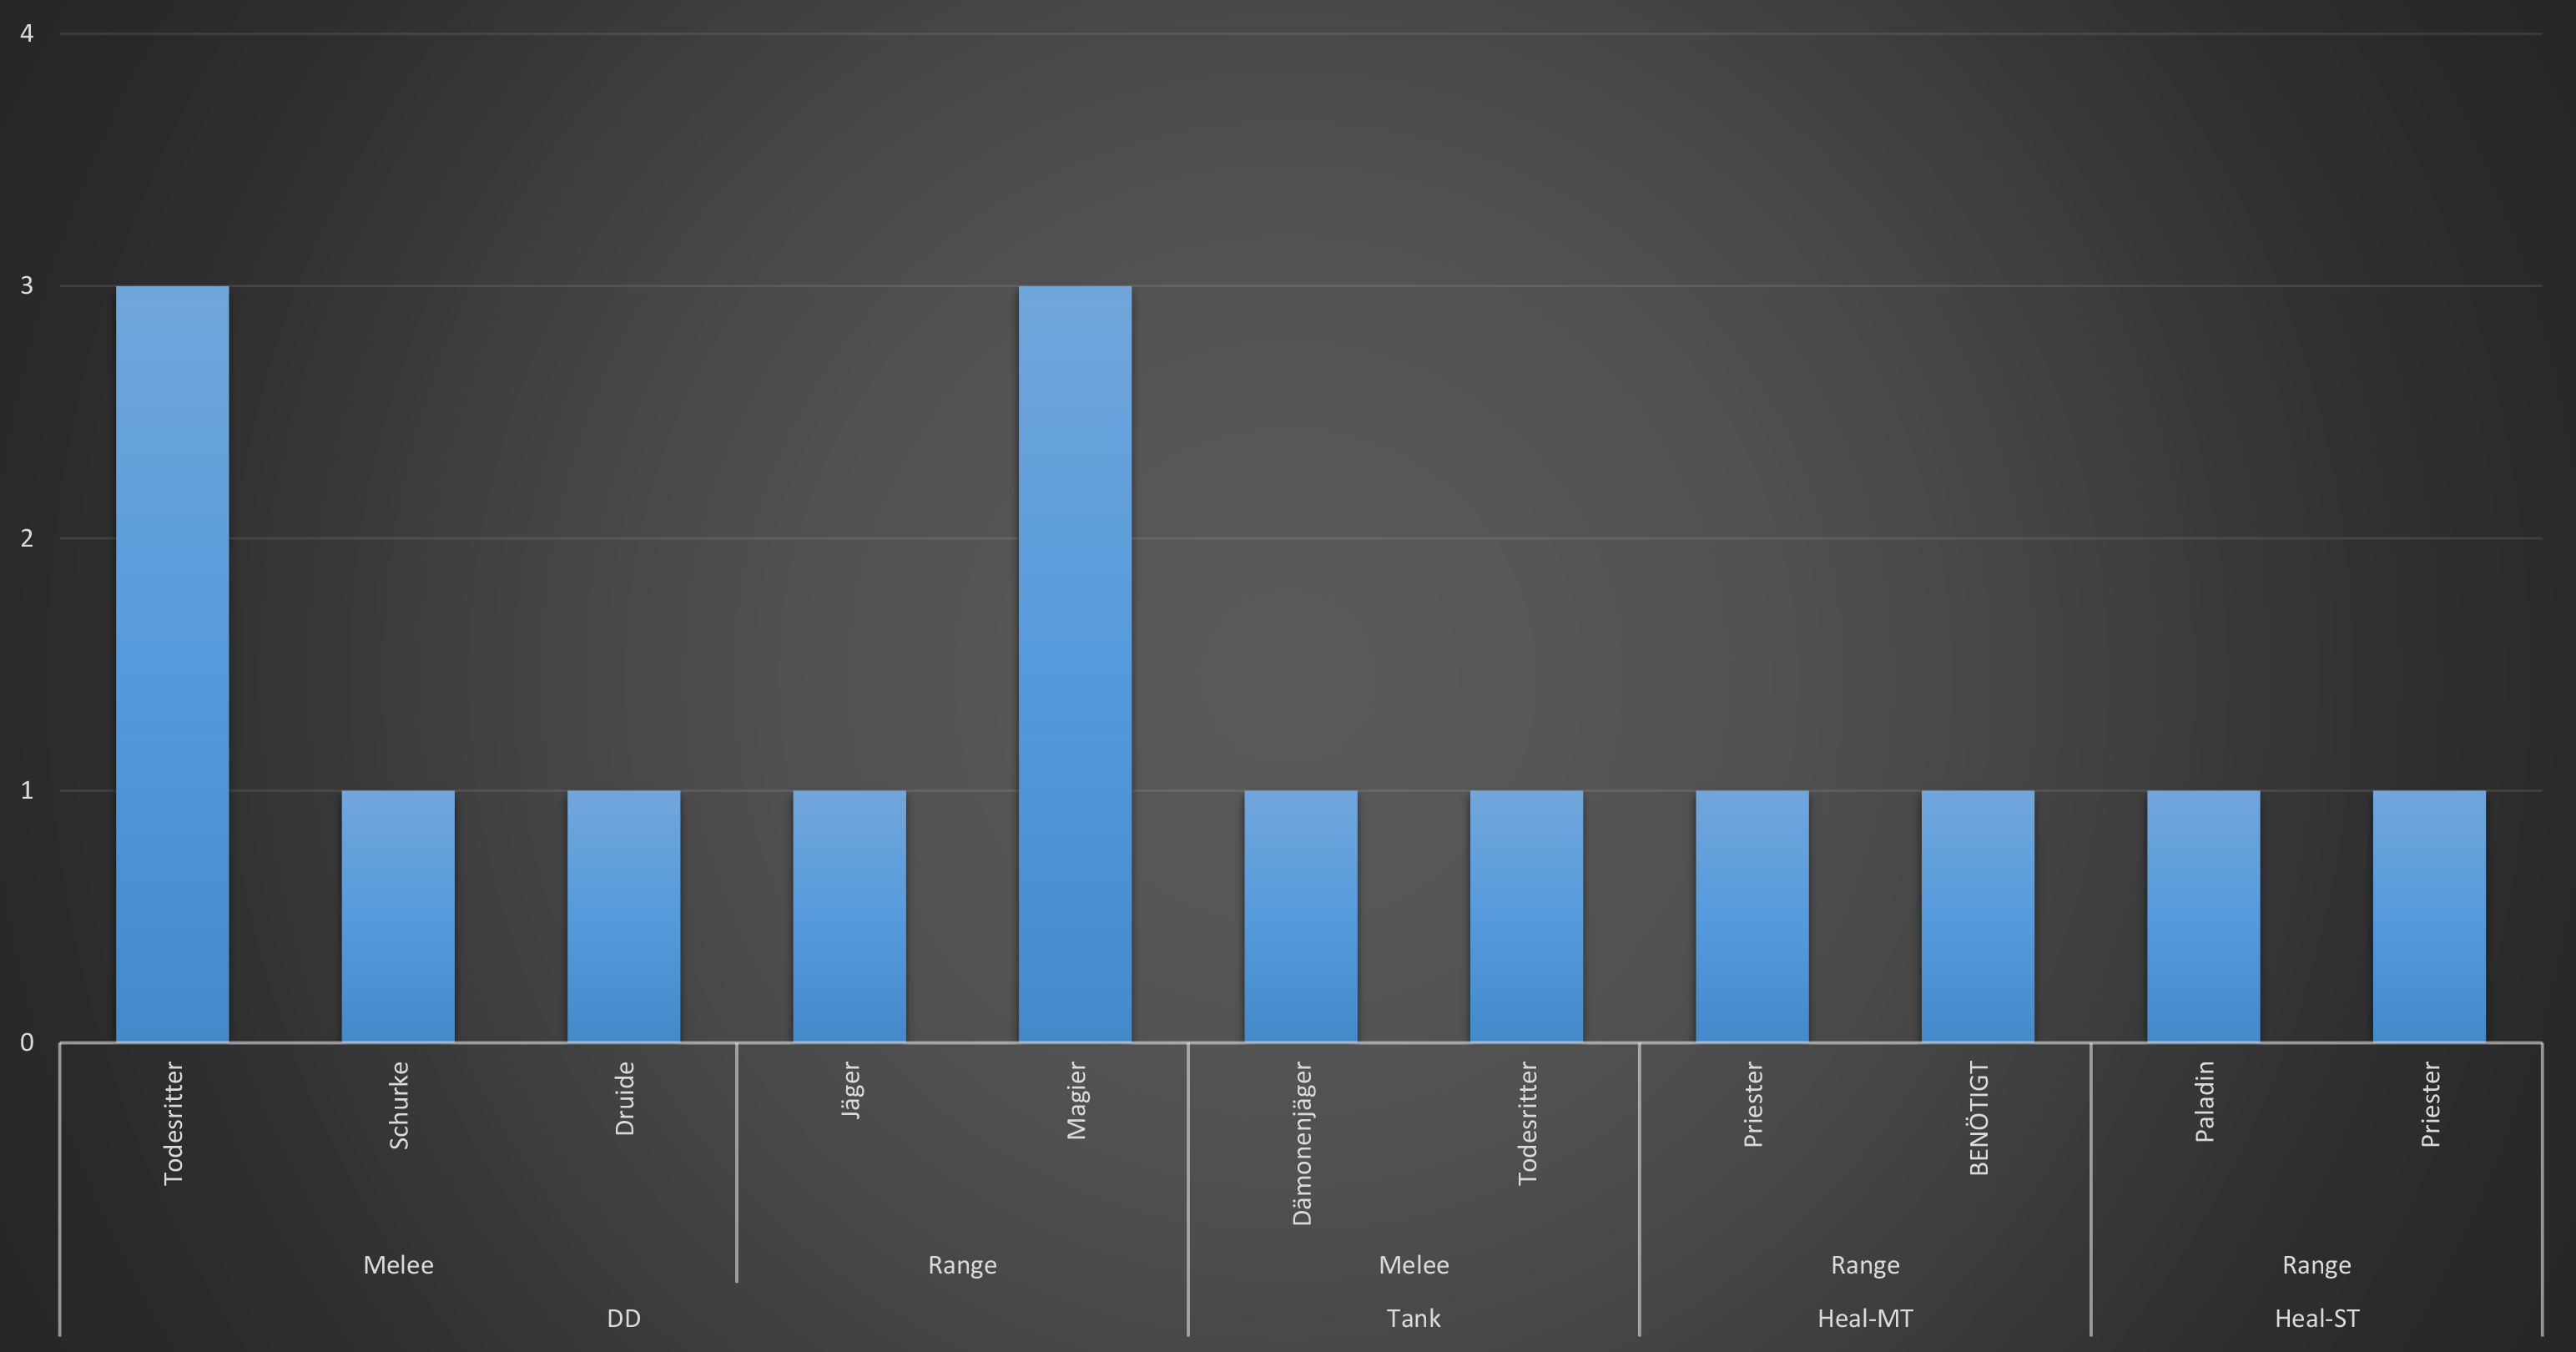 4
3
2
1
0
Todesritter
Schurke
Druide
Jäger
Magier
Dämonenjäger
Todesritter
Priester
BENÖTIGT
Paladin
Priester
Melee
Range
Melee
Range
Range
DD
Tank
Heal-MT
Heal-ST